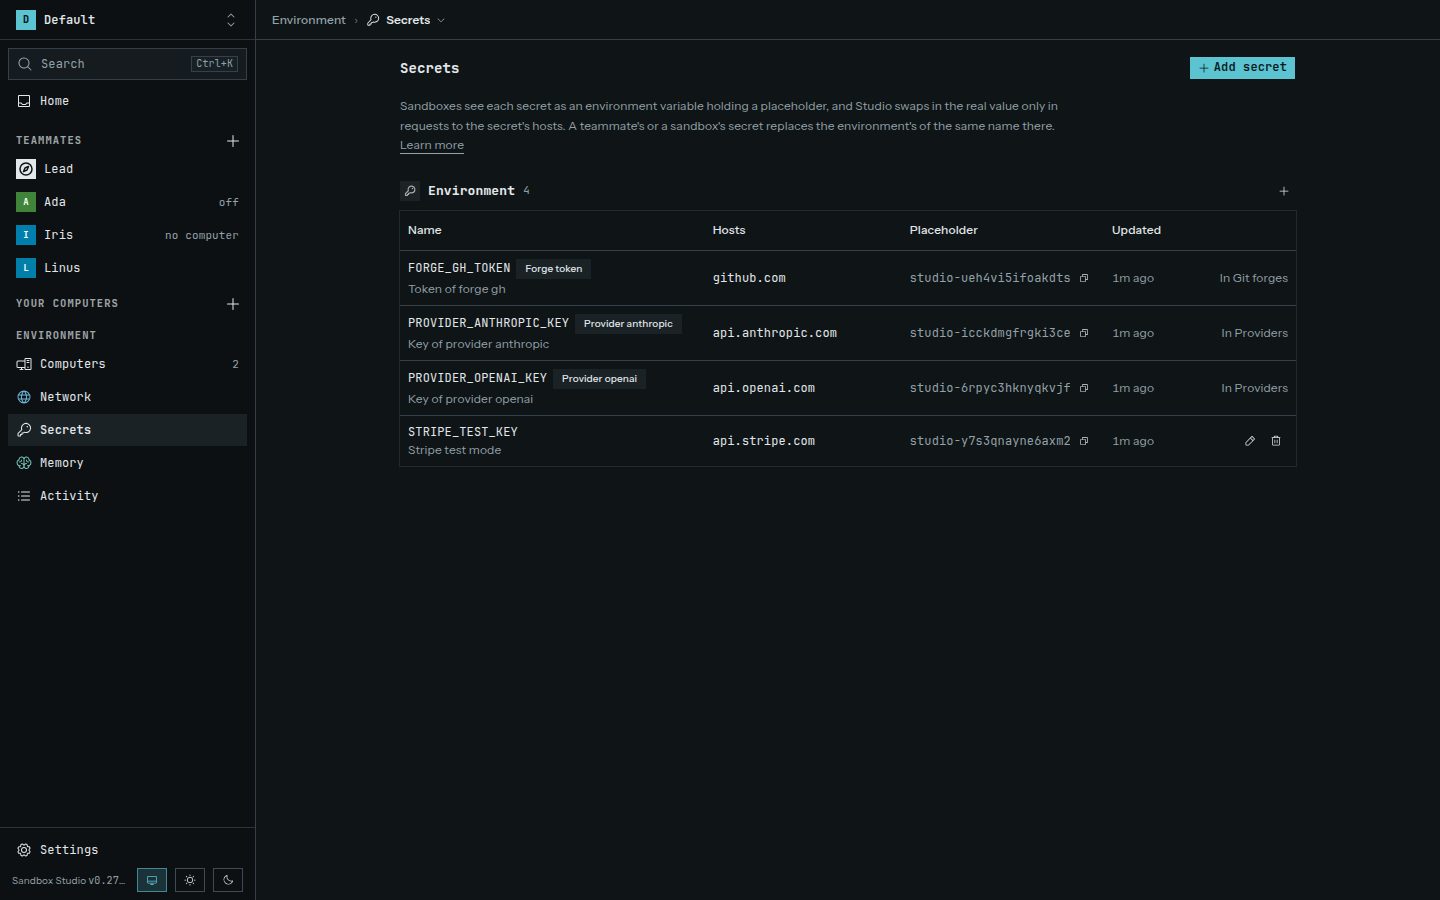 D Default
Environment › Secrets
Search Ctrl+K
Home
TEAMMATES
Lead
A Ada off
I Iris no computer
L Linus
YOUR COMPUTERS
ENVIRONMENT
Computers 2
Network
Secrets
Memory
Activity
Settings
Sandbox Studio v0.27…
Secrets
Add secret
Sandboxes see each secret as an environment variable holding a placeholder, and Studio swaps in the real value only in
requests to the secret's hosts. A teammate's or a sandbox's secret replaces the environment's of the same name there.
Learn more
Environment 4
Name Hosts Placeholder Updated
FORGE_GH_TOKEN Forge token
Token of forge gh
github.com studio-ueh4vi5ifoakdts 1m ago In Git forges
PROVIDER_ANTHROPIC_KEY Provider anthropic
Key of provider anthropic
api.anthropic.com studio-icckdmgfrgki3ce 1m ago In Providers
PROVIDER_OPENAI_KEY Provider openai
Key of provider openai
api.openai.com studio-6rpyc3hknyqkvjf 1m ago In Providers
STRIPE_TEST_KEY
Stripe test mode
api.stripe.com studio-y7s3qnayne6axm2 1m ago